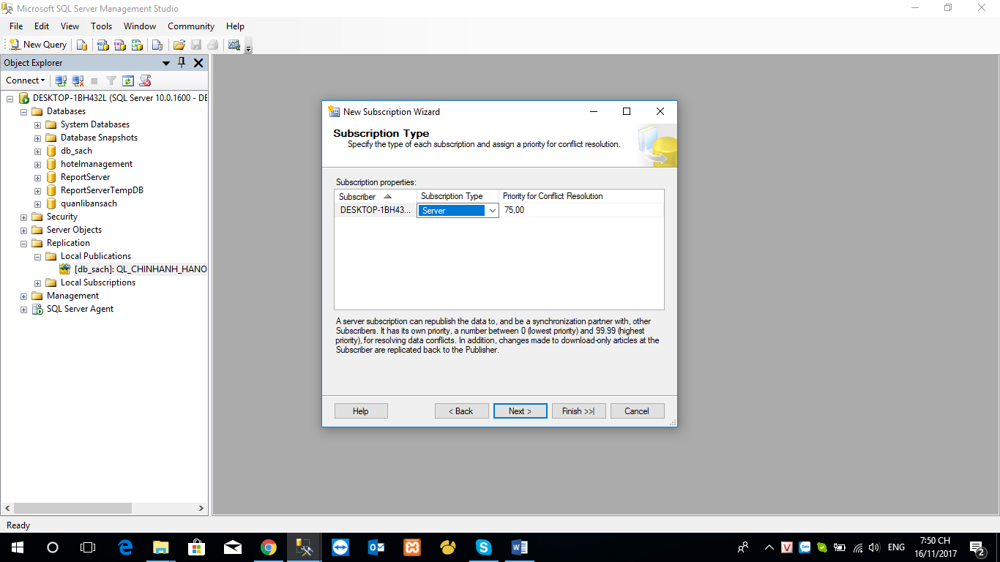 Microsoft SQL Server Management Studio
File Edit View Tools Window Community Help
New Query
Object Explorer
Connect
DESKTOP-1BH432L (SQL Server 10.0.1600 - DE
Databases
System Databases
Database Snapshots
db_sach
hotelmanagement
ReportServer
ReportServerTempDB
quanlibansach
Security
Server Objects
Replication
Local Publications
[db_sach]: QL_CHINHANH_HANO
Local Subscriptions
Management
SQL Server Agent
New Subscription Wizard
Subscription Type
Specify the type of each subscription and assign a priority for conflict resolution.
Subscription properties:
Subscriber Subscription Type Priority for Conflict Resolution
DESKTOP-1BH43... Server 75,00
A server subscription can republish the data to, and be a synchronization partner with, other
Subscribers. It has its own priority, a number between 0 (lowest priority) and 99.99 (highest
priority), for resolving data conflicts. In addition, changes made to download-only articles at the
Subscriber are replicated back to the Publisher.
Help < Back Next > Finish >>| Cancel
Ready
ENG
7:50 CH
16/11/2017
2